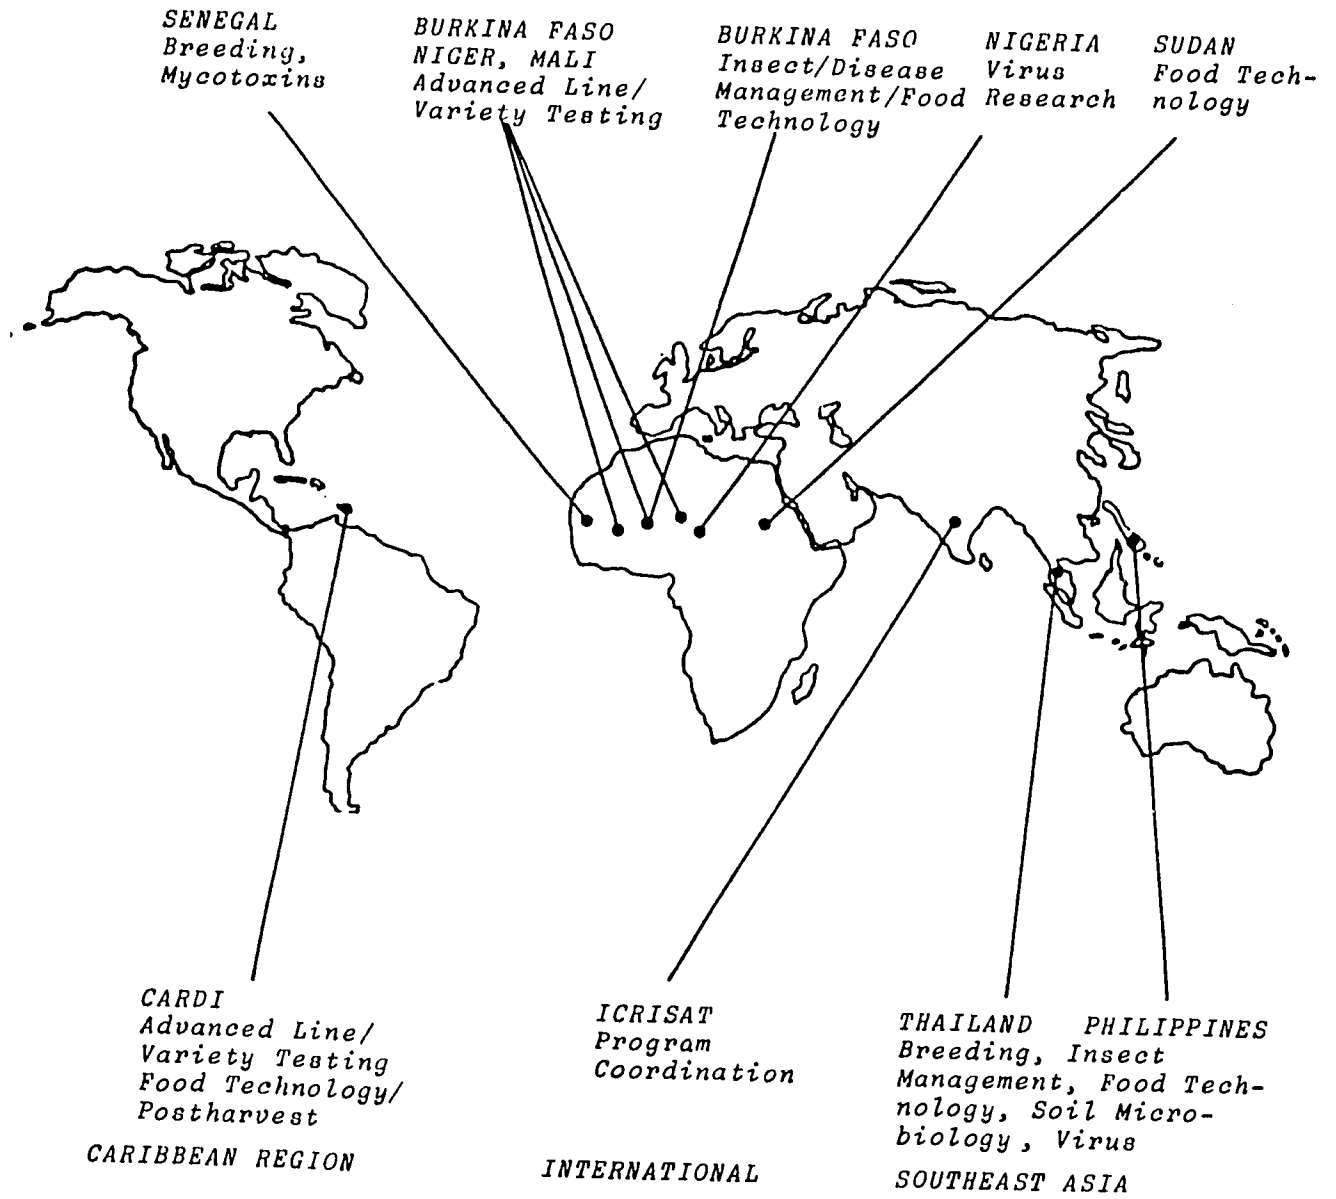 SENEGAL
Breeding,
Mycotoxins
BURKINA FASO
NIGER, MALI
Advanced Line/
Variety Testing
BURKINA FASO
Insect/Disease
Management/Food
Technology
NIGERIA
Virus
Research
SUDAN
Food Tech-
nology
CARDI
Advanced Line/
Variety Testing
Food Technology/
Postharvest
CARIBBEAN REGION
ICRISAT
Program
Coordination
INTERNATIONAL
THAILAND PHILIPPINES
Breeding, Insect
Management, Food Tech-
nology, Soil Micro-
biology, Virus
SOUTHEAST ASIA